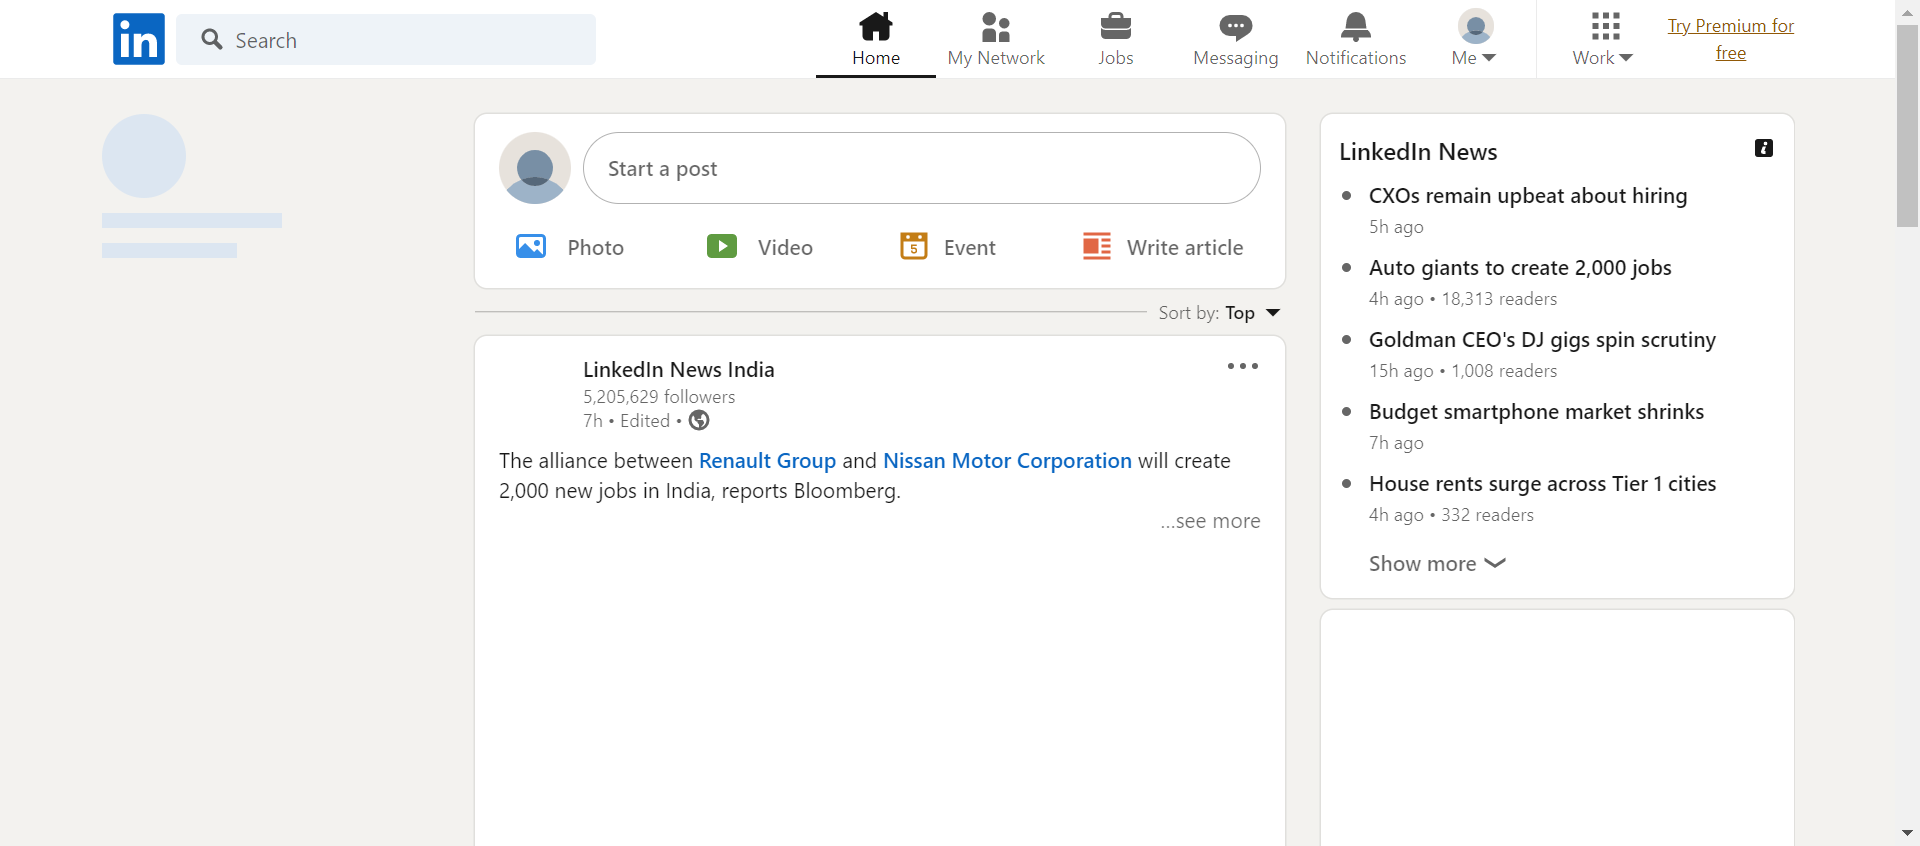 in
Search
Home
My Network
Jobs
Messaging
Notifications
Me
Work
Try Premium for
free
Start a post
Photo
Video
5
Event
Write article
Sort by: Top
LinkedIn News India
5,205,629 followers
7h • Edited •
The alliance between Renault Group and Nissan Motor Corporation will create
2,000 new jobs in India, reports Bloomberg.
...see more
LinkedIn News
i
• CXOs remain upbeat about hiring
5h ago
• Auto giants to create 2,000 jobs
4h ago • 18,313 readers
• Goldman CEO's DJ gigs spin scrutiny
15h ago • 1,008 readers
• Budget smartphone market shrinks
7h ago
• House rents surge across Tier 1 cities
4h ago • 332 readers
Show more